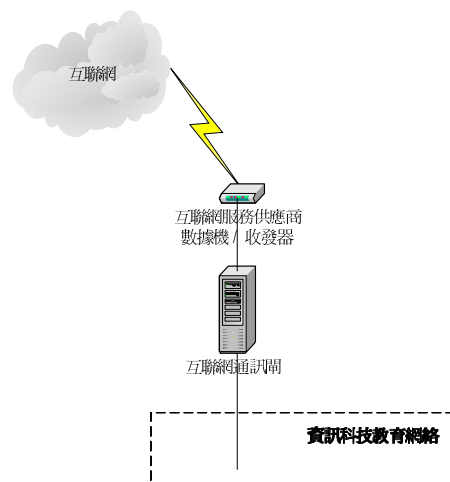 互聯網
互聯網服務供應商
數據機 / 收發器
互聯網通訊閘
資訊科技教育網絡